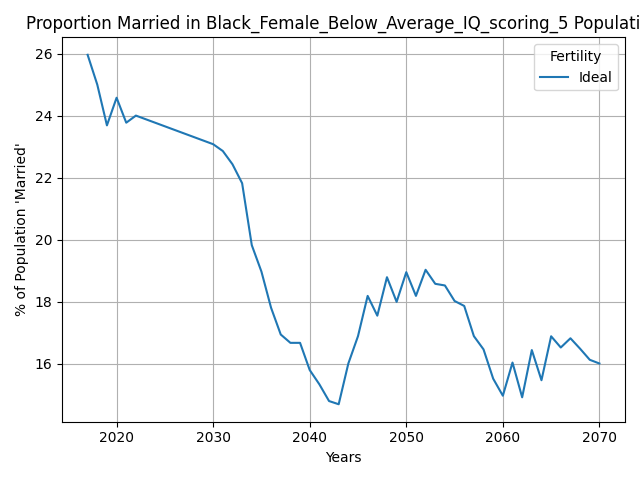 Proportion Married in Black_Female_Below_Average_IQ_scoring_5 Populati
Fertility
Ideal
% of Population 'Married'
26
24
22
20
18
16
2020 2030 2040 2050 2060 2070
Years